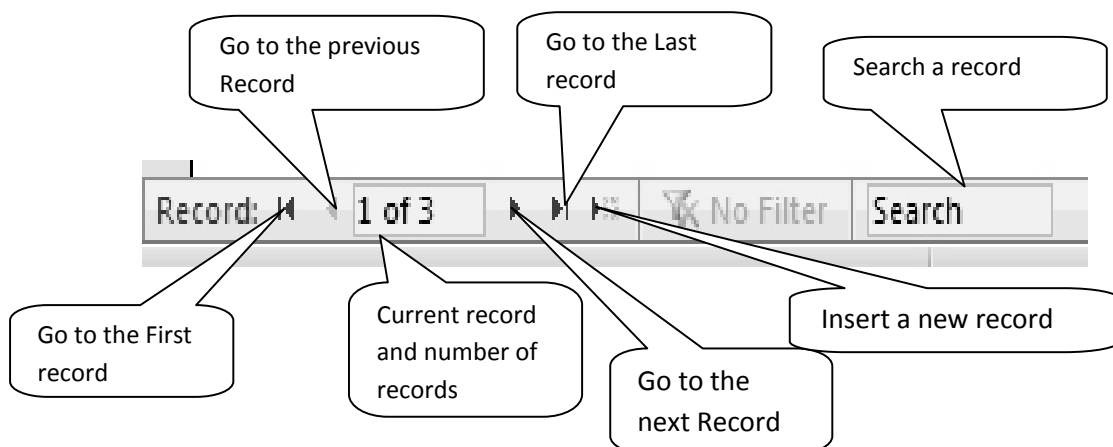 Go to the previous
Record
Go to the Last
record
Search a record
Record: 1 of 3 No Filter Search
Go to the First
record
Current record
and number of
records
Go to the
next Record
Insert a new record